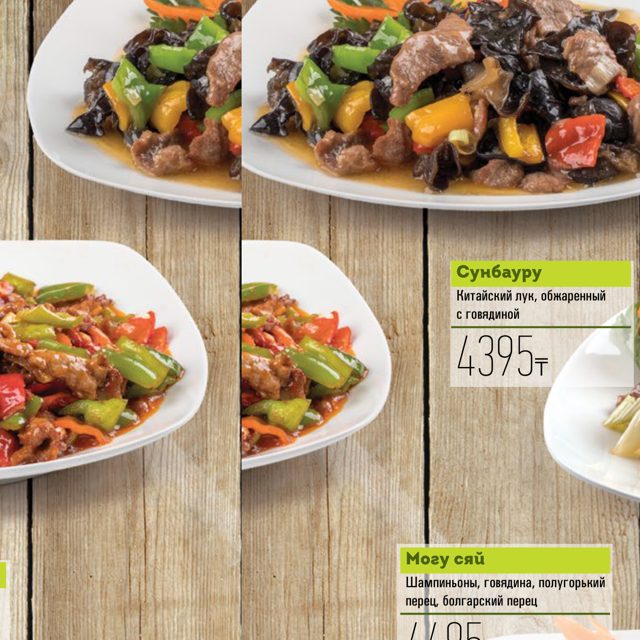 Сунбауру
Китайский лук, обжаренный
с говядиной
4395₸
Могу сяй
Шампиньоны, говядина, полугорький
перец, болгарский перец